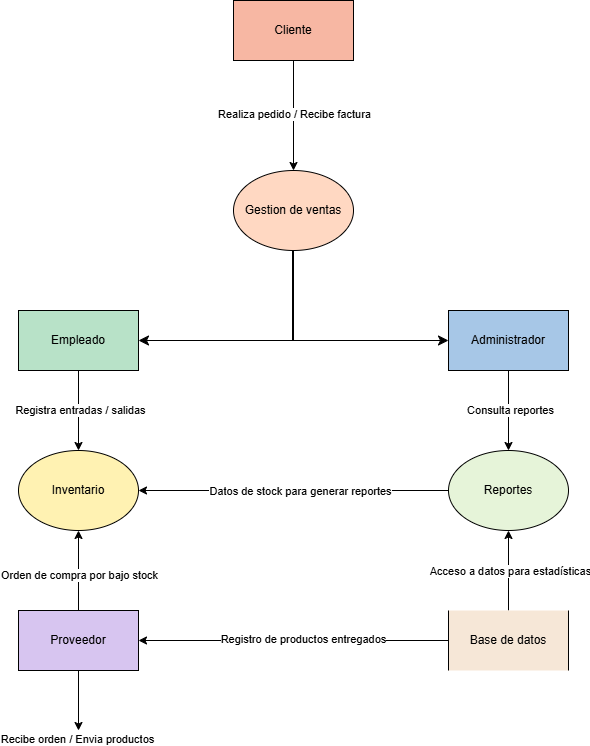 Cliente
Realiza pedido / Recibe factura
Gestion de ventas
Empleado
Administrador
Registra entradas / salidas
Consulta reportes
Inventario
Datos de stock para generar reportes
Reportes
Orden de compra por bajo stock
Acceso a datos para estadísticas
Proveedor
Registro de productos entregados
Base de datos
Recibe orden / Envia productos